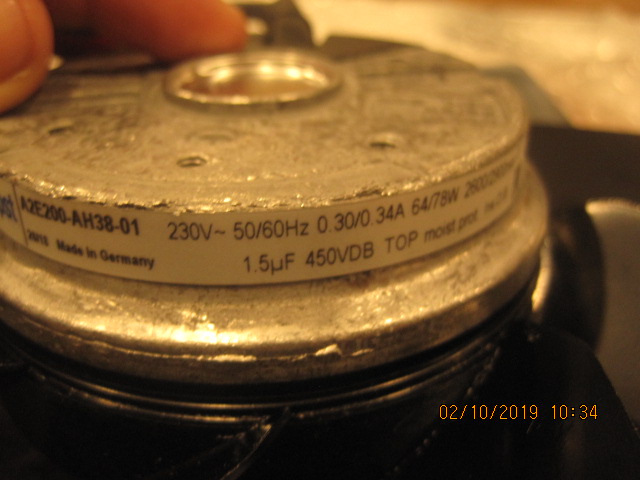 A2E200-AH38-01 230V~ 50/60Hz 0.30/0.34A 64/78W
Made in Germany 1.5µF 450VDB TOP moist prot.
02/10/2019 10:34